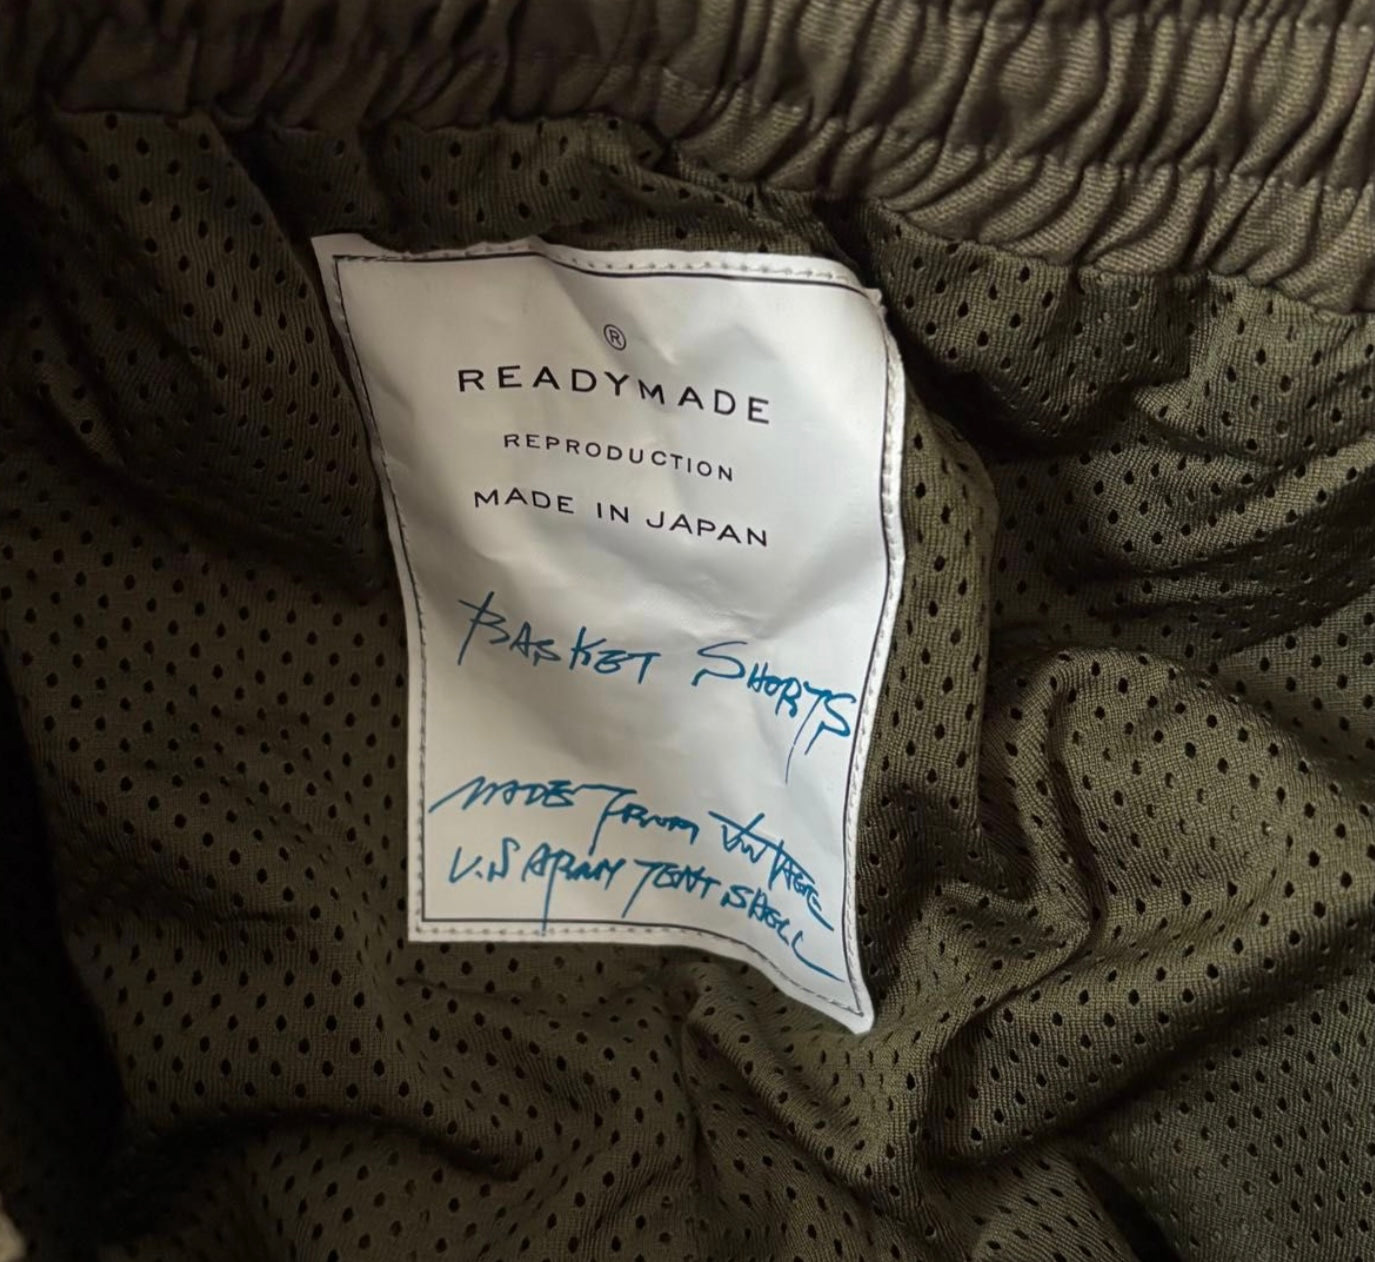 ®
READYMADE
REPRODUCTION
MADE IN JAPAN
BASKET SHORTS
MADE FROM VINTAGE
U.S ARMY TENT SHELL